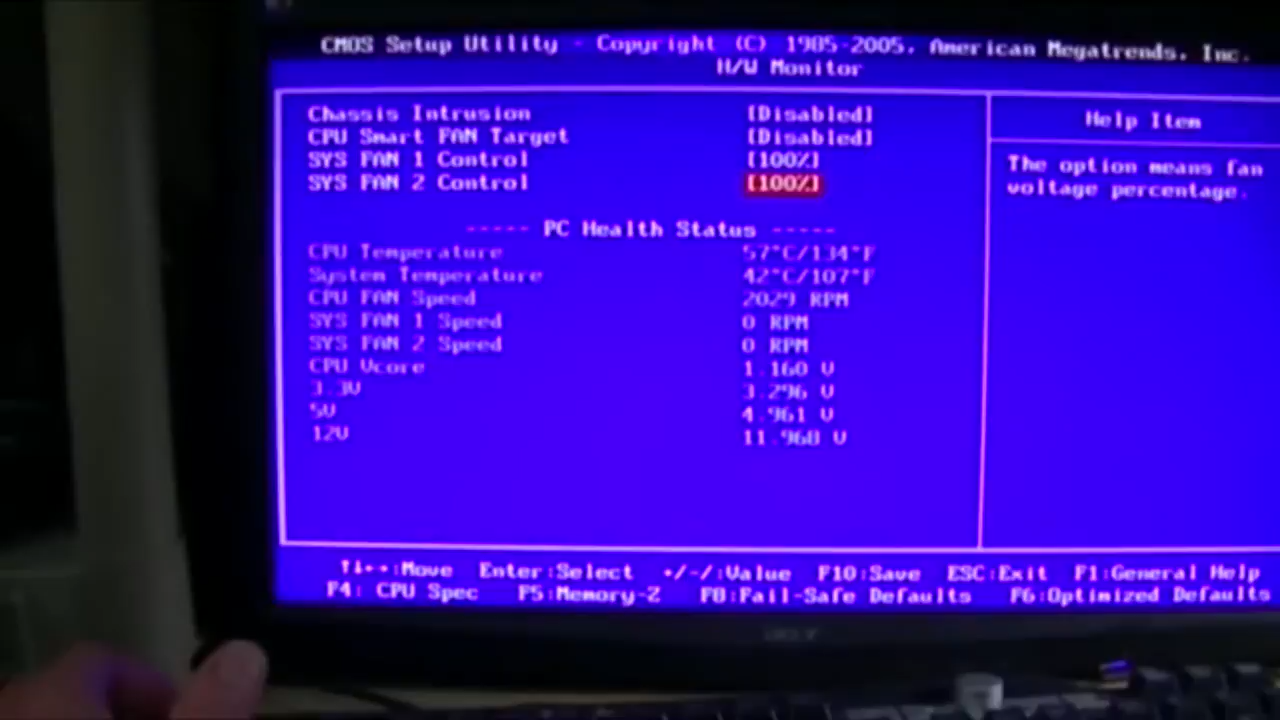 CMOS Setup Utility - Copyright (C) 1985-2005, American Megatrends, Inc.
H/W Monitor
Chassis Intrusion [Disabled]
CPU Smart FAN Target [Disabled]
SYS FAN 1 Control [100%]
SYS FAN 2 Control [100%]
----- PC Health Status -----
CPU Temperature 57°C/134°F
System Temperature 42°C/107°F
CPU FAN Speed 2029 RPM
SYS FAN 1 Speed 0 RPM
SYS FAN 2 Speed 0 RPM
CPU Vcore 1.160 V
3.3V 3.296 V
5V 4.961 V
12V 11.968 V
Help Item
The option means fan
voltage percentage.
↑↓←→:Move Enter:Select +/-/:Value F10:Save ESC:Exit F1:General Help
F4: CPU Spec F5:Memory-Z F8:Fail-Safe Defaults F6:Optimized Defaults